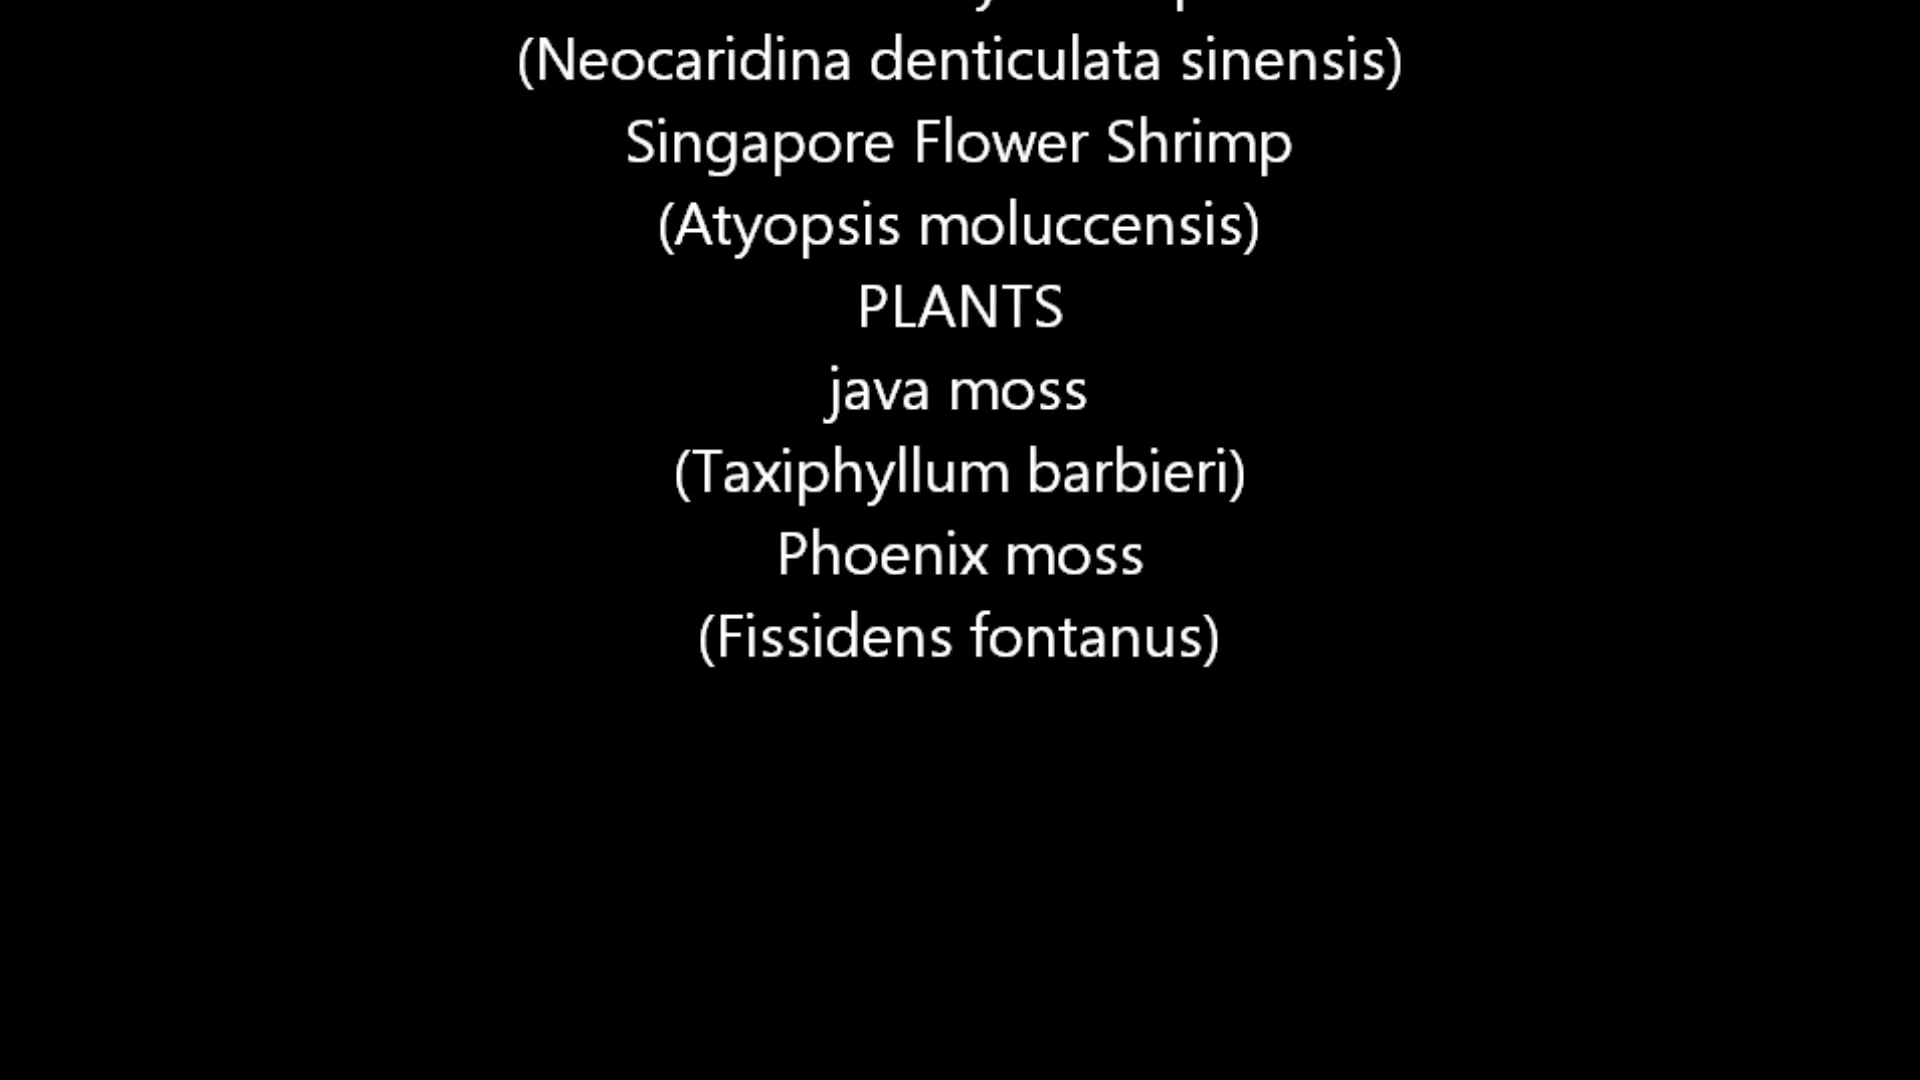 (Neocaridina denticulata sinensis)
Singapore Flower Shrimp
(Atyopsis moluccensis)
PLANTS
java moss
(Taxiphyllum barbieri)
Phoenix moss
(Fissidens fontanus)